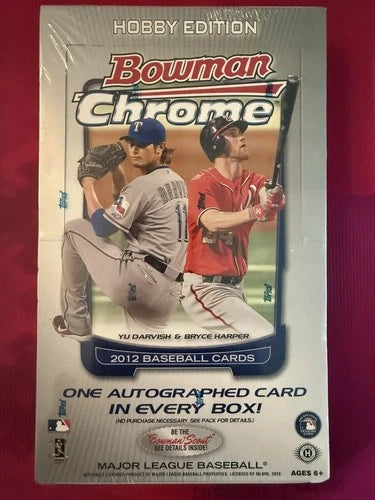 HOBBY EDITION
Bowman
Chrome
YU DARVISH & BRYCE HARPER
2012 BASEBALL CARDS
ONE AUTOGRAPHED CARD
IN EVERY BOX!
(NO PURCHASE NECESSARY. SEE PACK FOR DETAILS.)
BE THE
"Bowman Scout"
SEE DETAILS INSIDE!
MAJOR LEAGUE BASEBALL®
AGES 6+